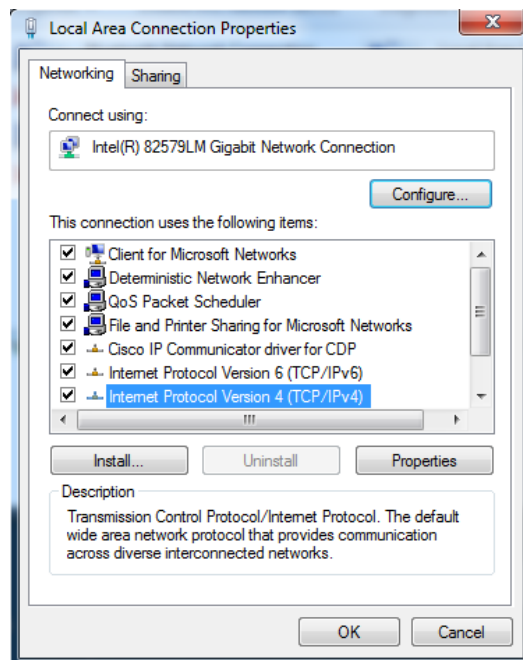 Local Area Connection Properties
Networking
Sharing
Connect using:
Intel(R) 82579LM Gigabit Network Connection
Configure...
This connection uses the following items:
Client for Microsoft Networks
Deterministic Network Enhancer
QoS Packet Scheduler
File and Printer Sharing for Microsoft Networks
Cisco IP Communicator driver for CDP
Internet Protocol Version 6 (TCP/IPv6)
Internet Protocol Version 4 (TCP/IPv4)
Install...
Uninstall
Properties
Description
Transmission Control Protocol/Internet Protocol. The default
wide area network protocol that provides communication
across diverse interconnected networks.
OK
Cancel